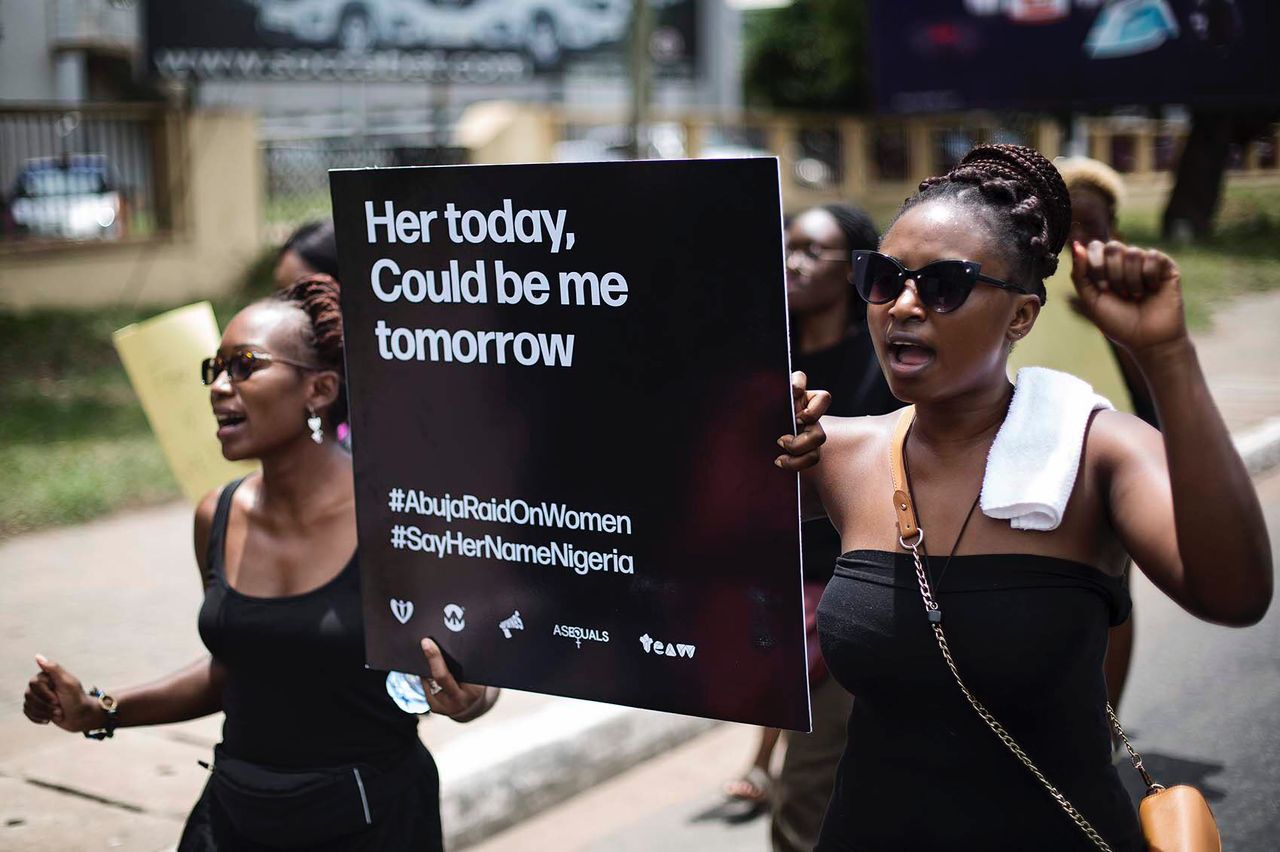 Her today,
Could be me
tomorrow
#AbujaRaidOnWomen
#SayHerNameNigeria
ASEQUALS